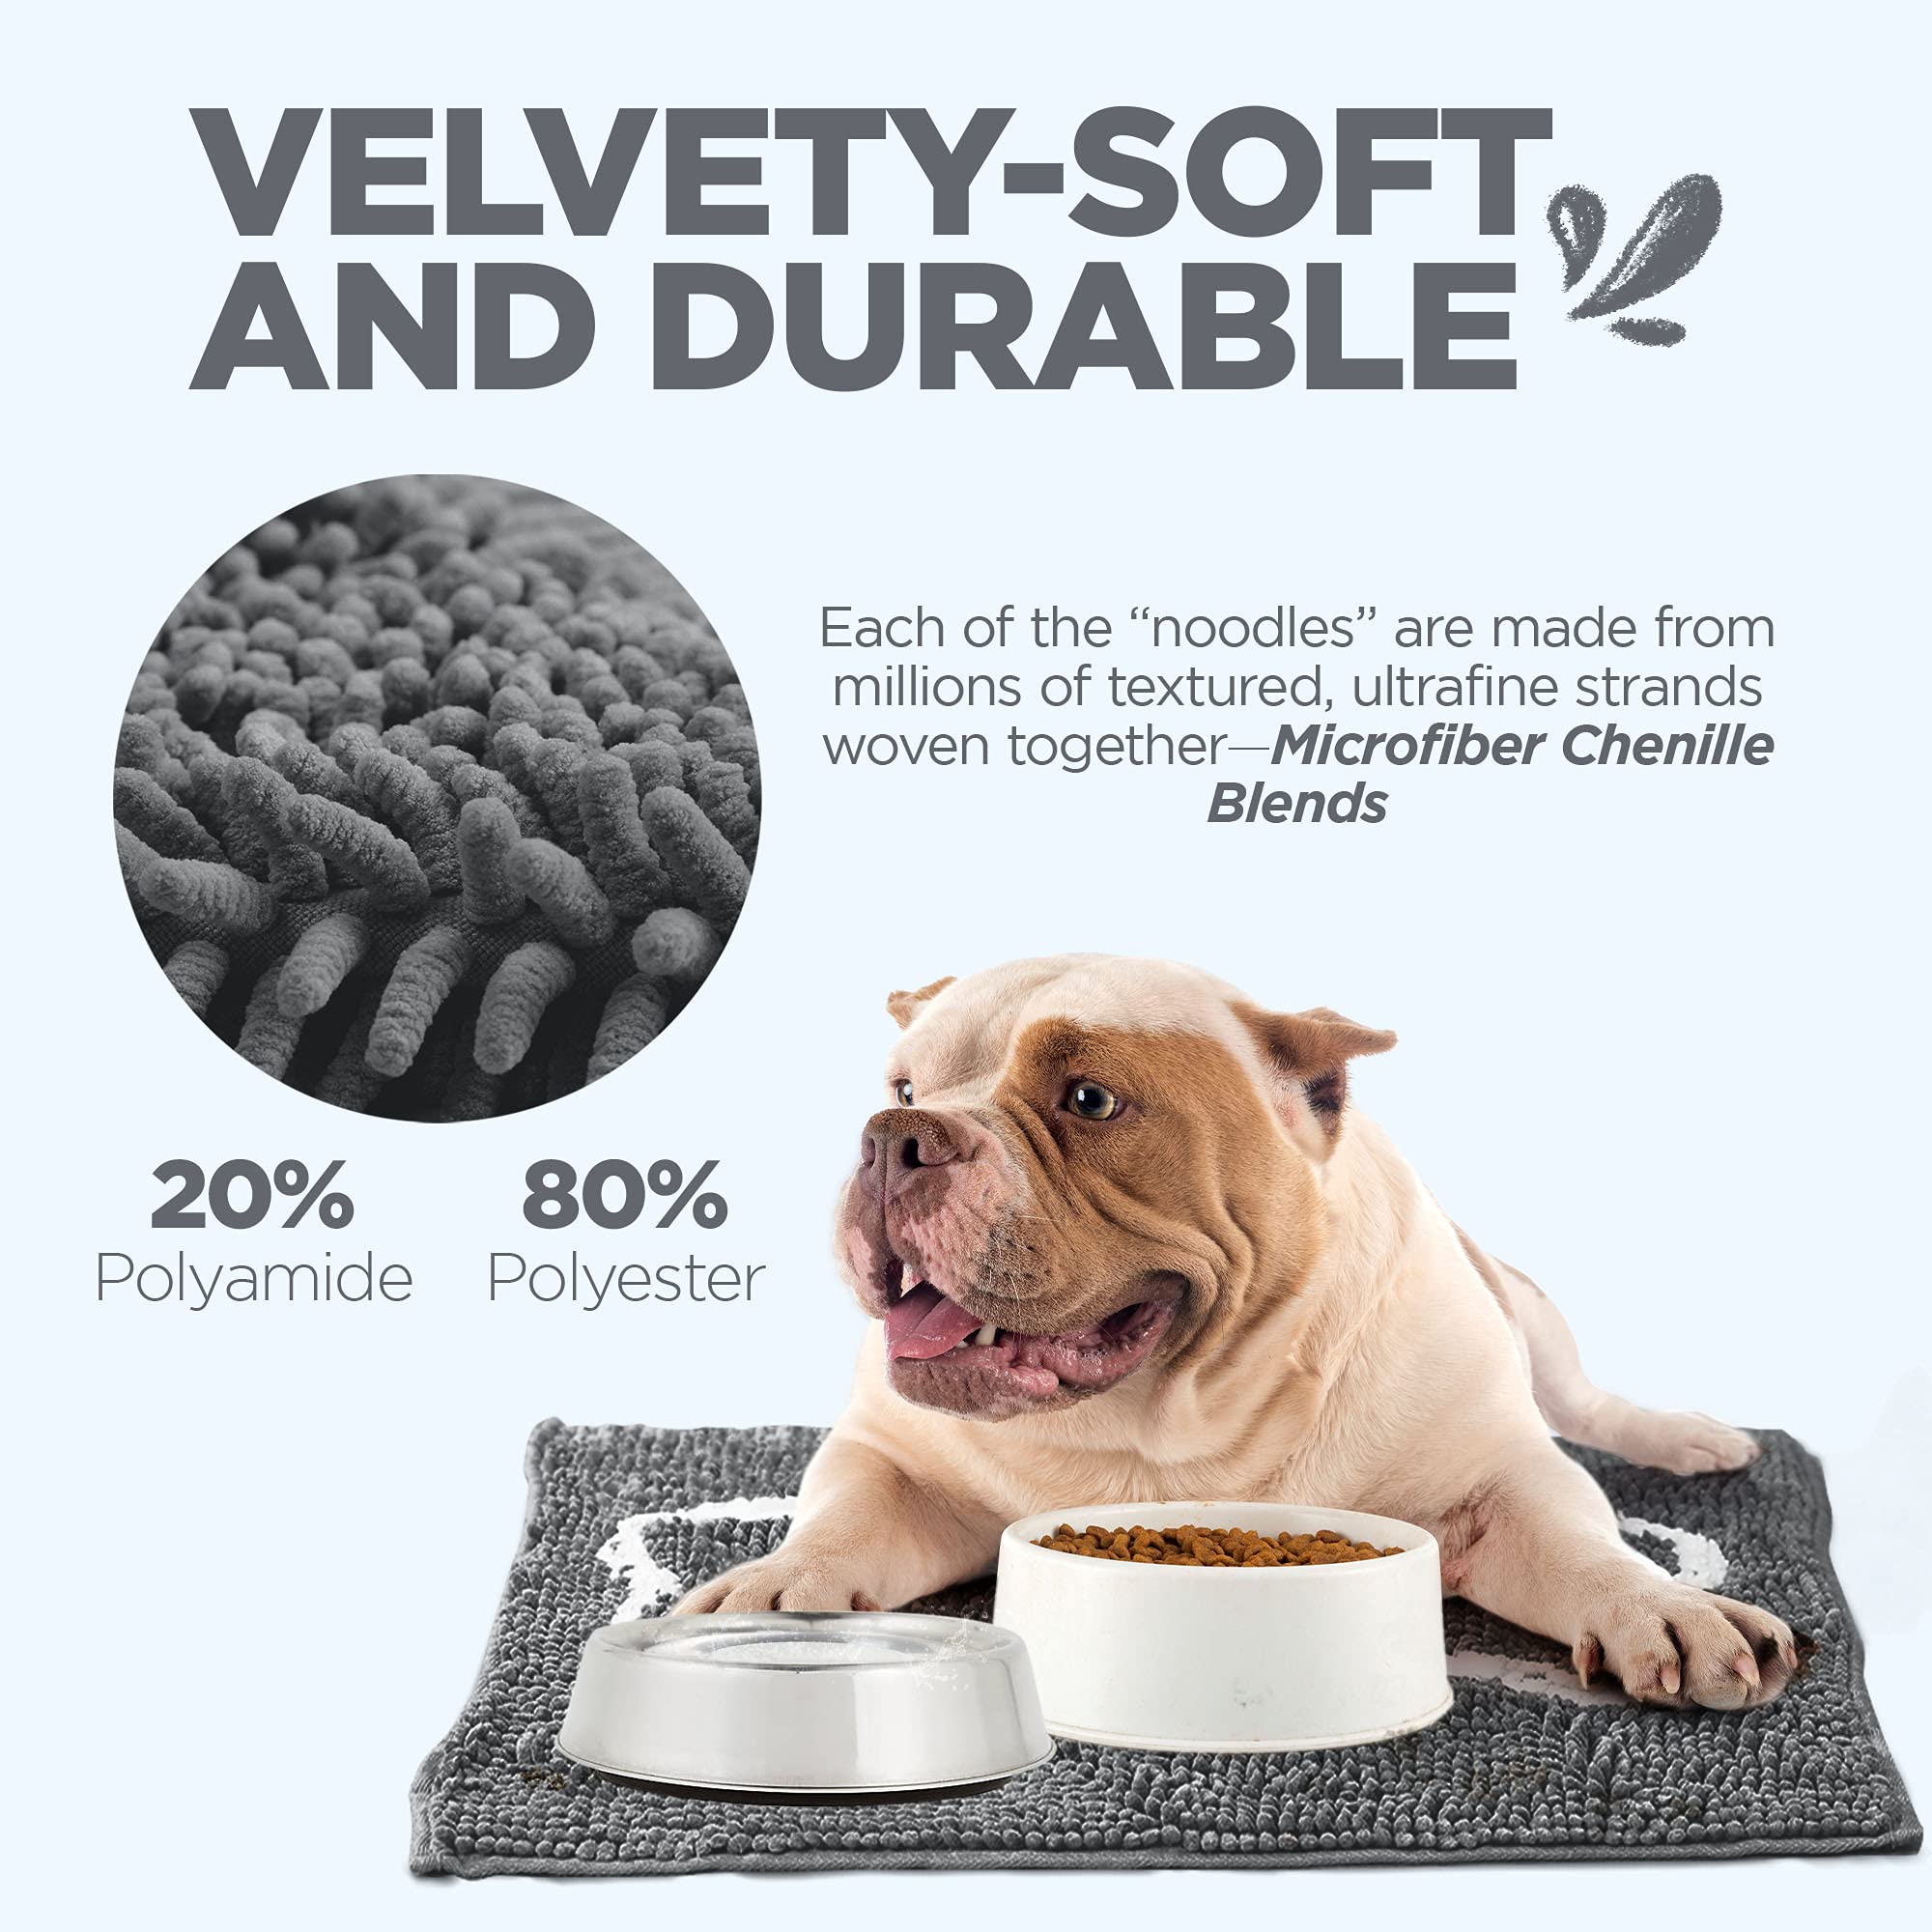 VELVETY-SOFT
AND DURABLE
Each of the “noodles” are made from
millions of textured, ultrafine strands
woven together—Microfiber Chenille
Blends
20%
Polyamide
80%
Polyester